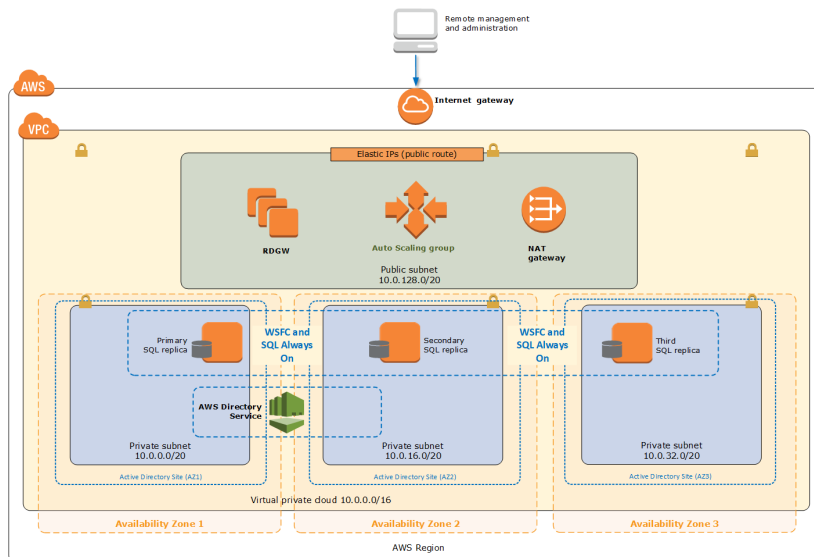 Remote management
and administration
AWS
Internet gateway
VPC
Elastic IPs (public route)
RDGW
Auto Scaling group
NAT
gateway
Public subnet
10.0.128.0/20
Primary
SQL replica
WSFC and
SQL Always
On
Secondary
SQL replica
WSFC and
SQL Always
On
Third
SQL replica
AWS Directory
Service
Private subnet
10.0.0.0/20
Private subnet
10.0.16.0/20
Private subnet
10.0.32.0/20
Active Directory Site (AZ1)
Active Directory Site (AZ2)
Active Directory Site (AZ3)
Virtual private cloud 10.0.0.0/16
Availability Zone 1
Availability Zone 2
Availability Zone 3
AWS Region